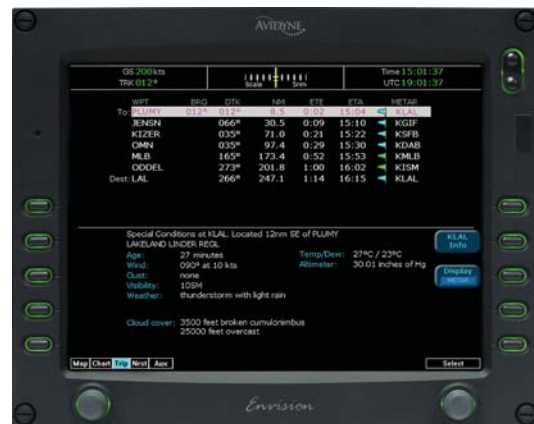 AVIDYNE
GS 200 kts
TRK 012°
Scale 5nm
Time 15:01:37
UTC 19:01:37
WPT BRG DTK NM ETE ETA METAR
To: PLUMY 012° 012° 8.5 0:02 15:04 KLAL
JENSN 066° 30.5 0:09 15:10 KGIF
KIZER 035° 71.0 0:21 15:22 KSFB
OMN 035° 97.4 0:29 15:30 KDAB
MLB 165° 173.4 0:52 15:53 KMLB
ODDEL 273° 201.8 1:00 16:02 KISM
Dest: LAL 266° 247.1 1:14 16:15 KLAL
Special Conditions at KLAL. Located 12nm SE of PLUMY
LAKELAND LINDER REGL
Age: 27 minutes
Wind: 090° at 10 kts
Gust: none
Visibility: 10SM
Weather: thunderstorm with light rain
Temp/Dew: 27°C / 23°C
Altimeter: 30.01 inches of Hg
Cloud cover: 3500 feet broken cumulonimbus
25000 feet overcast
KLAL
Info
Display
METAR
Map Chart Trip Nrst Aux
Select
Envision